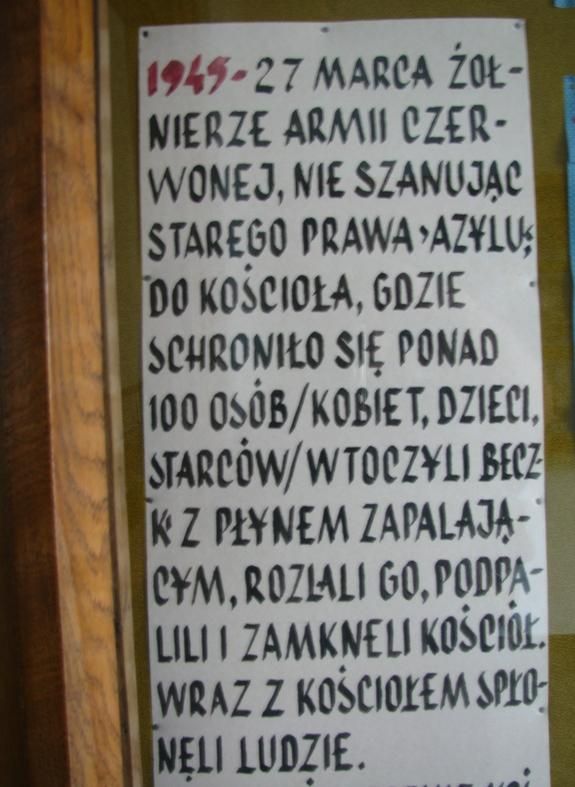 1945- 27 MARCA ŻOŁ-
NIERZE ARMII CZER-
WONEJ, NIE SZANUJĄC
STAREGO PRAWA ,AZYLU,
DO KOŚCIOŁA, GDZIE
SCHRONIŁO SIĘ PONAD
100 OSÓB/KOBIET, DZIECI,
STARCÓW/WTOCZYLI BECZ-
KĘ Z PŁYNEM ZAPALAJĄ-
CYM, ROZLALI GO, PODPA-
LILI I ZAMKNELI KOŚCIÓŁ.
WRAZ Z KOŚCIOŁEM SPŁO-
NĘLI LUDZIE.